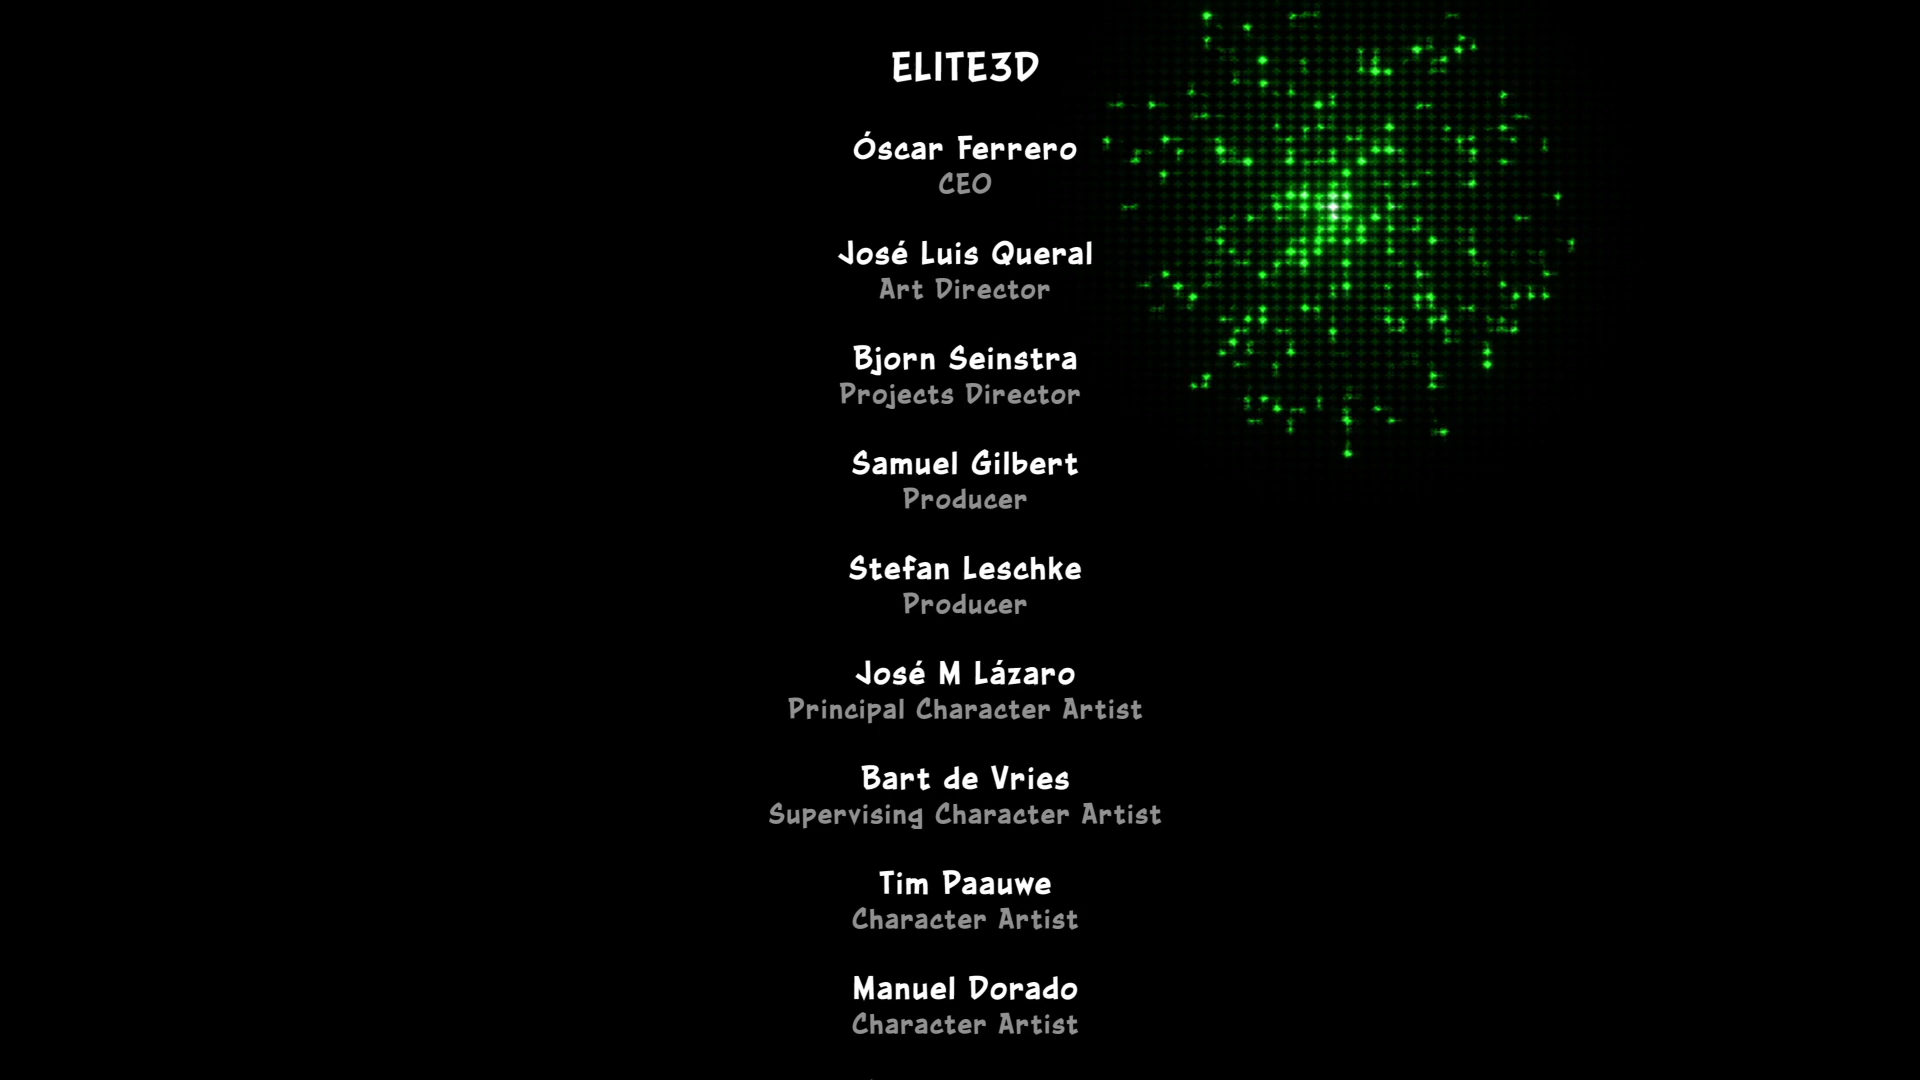 ELITE3D
Óscar Ferrero
CEO
José Luis Queral
Art Director
Bjorn Seinstra
Projects Director
Samuel Gilbert
Producer
Stefan Leschke
Producer
José M Lázaro
Principal Character Artist
Bart de Vries
Supervising Character Artist
Tim Paauwe
Character Artist
Manuel Dorado
Character Artist